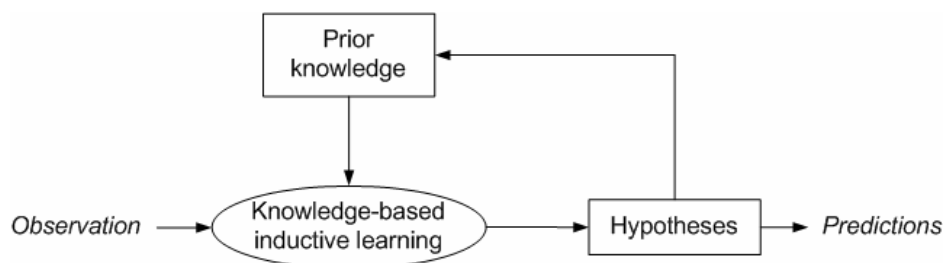 Prior
knowledge
Observation
Knowledge-based
inductive learning
Hypotheses
Predictions